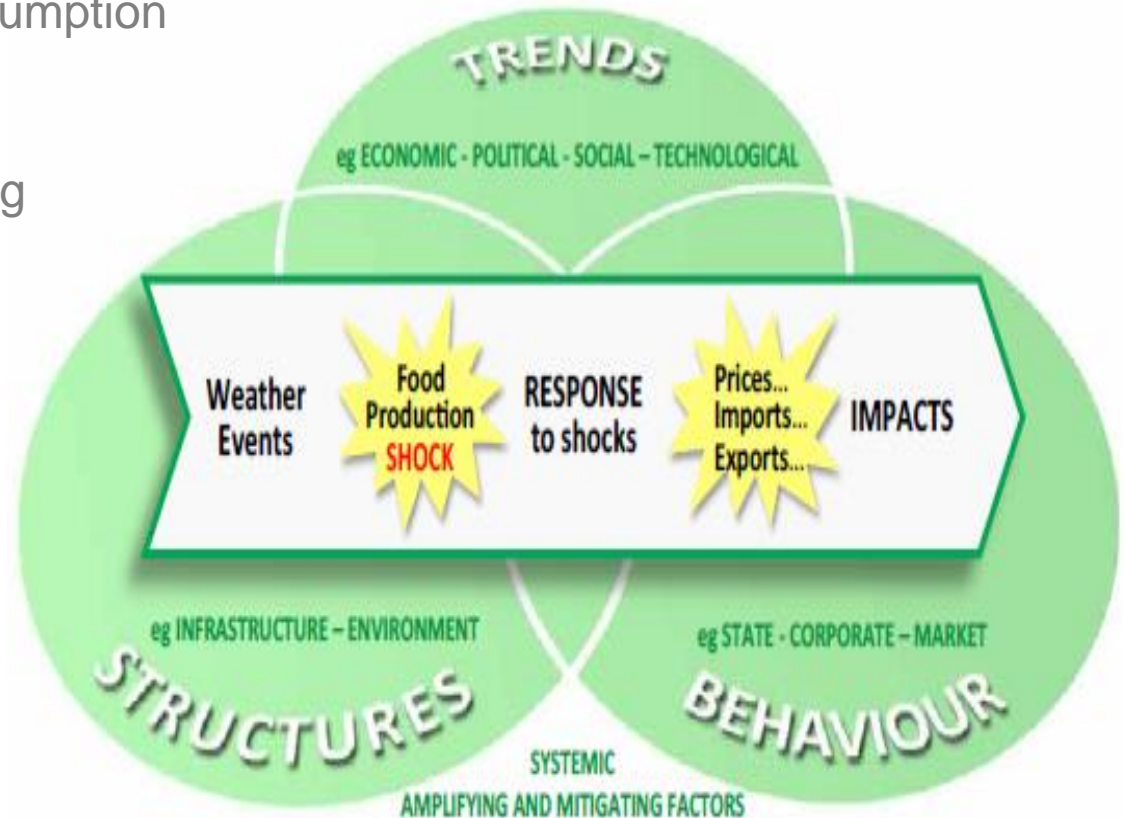 umption
TRENDS
eg ECONOMIC - POLITICAL - SOCIAL – TECHNOLOGICAL
g
Weather
Events
Food
Production
SHOCK
RESPONSE
to shocks
Prices...
Imports...
Exports...
IMPACTS
eg INFRASTRUCTURE – ENVIRONMENT
STRUCTURES
eg STATE - CORPORATE – MARKET
BEHAVIOUR
SYSTEMIC
AMPLIFYING AND MITIGATING FACTORS